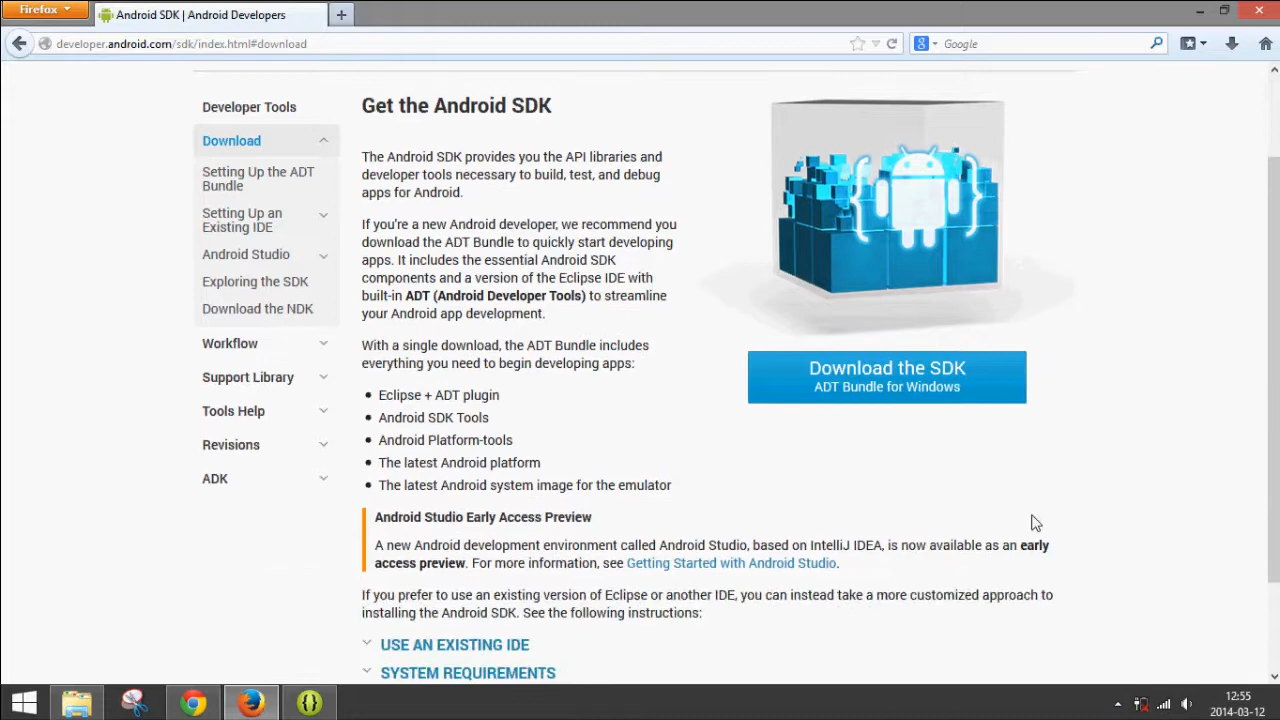 Firefox
Android SDK | Android Developers
developer.android.com/sdk/index.html#download
Google
Developer Tools
Download
Setting Up the ADT
Bundle
Setting Up an
Existing IDE
Android Studio
Exploring the SDK
Download the NDK
Workflow
Support Library
Tools Help
Revisions
ADK
Get the Android SDK
The Android SDK provides you the API libraries and
developer tools necessary to build, test, and debug
apps for Android.
If you're a new Android developer, we recommend you
download the ADT Bundle to quickly start developing
apps. It includes the essential Android SDK
components and a version of the Eclipse IDE with
built-in ADT (Android Developer Tools) to streamline
your Android app development.
With a single download, the ADT Bundle includes
everything you need to begin developing apps:
• Eclipse + ADT plugin
• Android SDK Tools
• Android Platform-tools
• The latest Android platform
• The latest Android system image for the emulator
Download the SDK
ADT Bundle for Windows
Android Studio Early Access Preview
A new Android development environment called Android Studio, based on IntelliJ IDEA, is now available as an early
access preview. For more information, see Getting Started with Android Studio.
If you prefer to use an existing version of Eclipse or another IDE, you can instead take a more customized approach to
installing the Android SDK. See the following instructions:
USE AN EXISTING IDE
SYSTEM REQUIREMENTS
12:55
2014-03-12